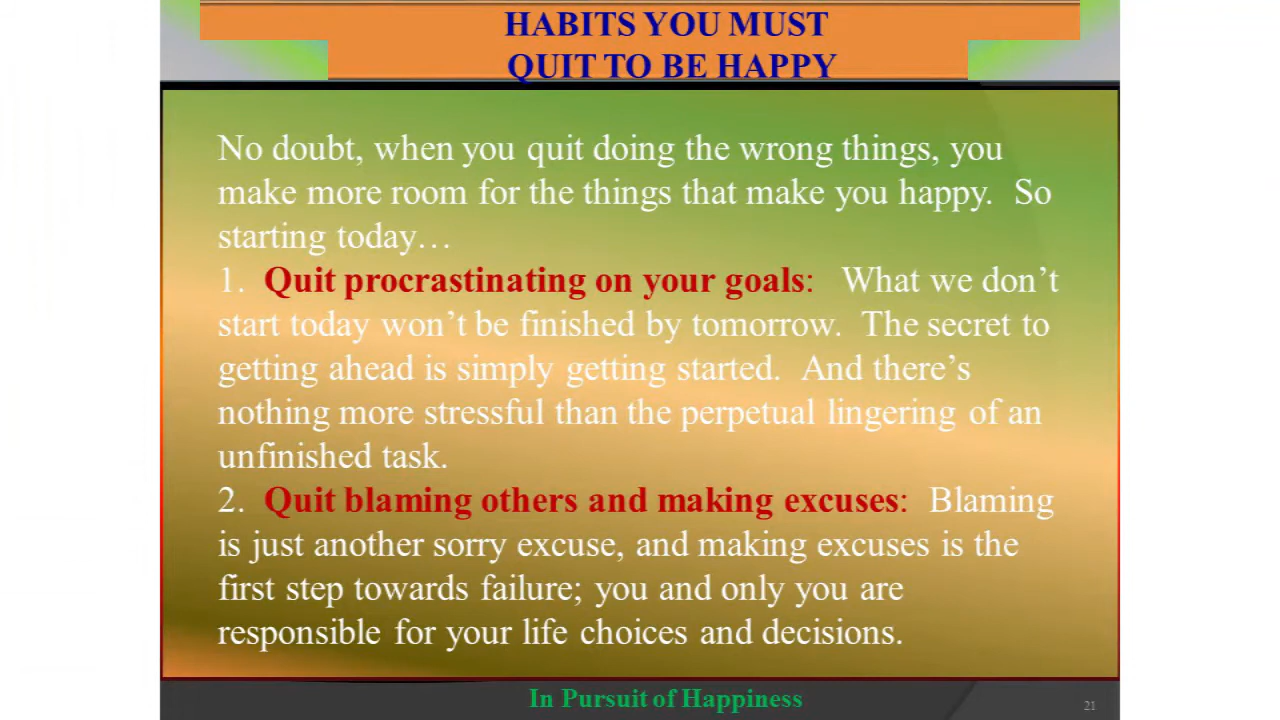 HABITS YOU MUST
QUIT TO BE HAPPY
No doubt, when you quit doing the wrong things, you
make more room for the things that make you happy.  So
starting today…
1.  Quit procrastinating on your goals:   What we don’t
start today won’t be finished by tomorrow.  The secret to
getting ahead is simply getting started.  And there’s
nothing more stressful than the perpetual lingering of an
unfinished task.
2.  Quit blaming others and making excuses:  Blaming
is just another sorry excuse, and making excuses is the
first step towards failure; you and only you are
responsible for your life choices and decisions.
In Pursuit of Happiness
21